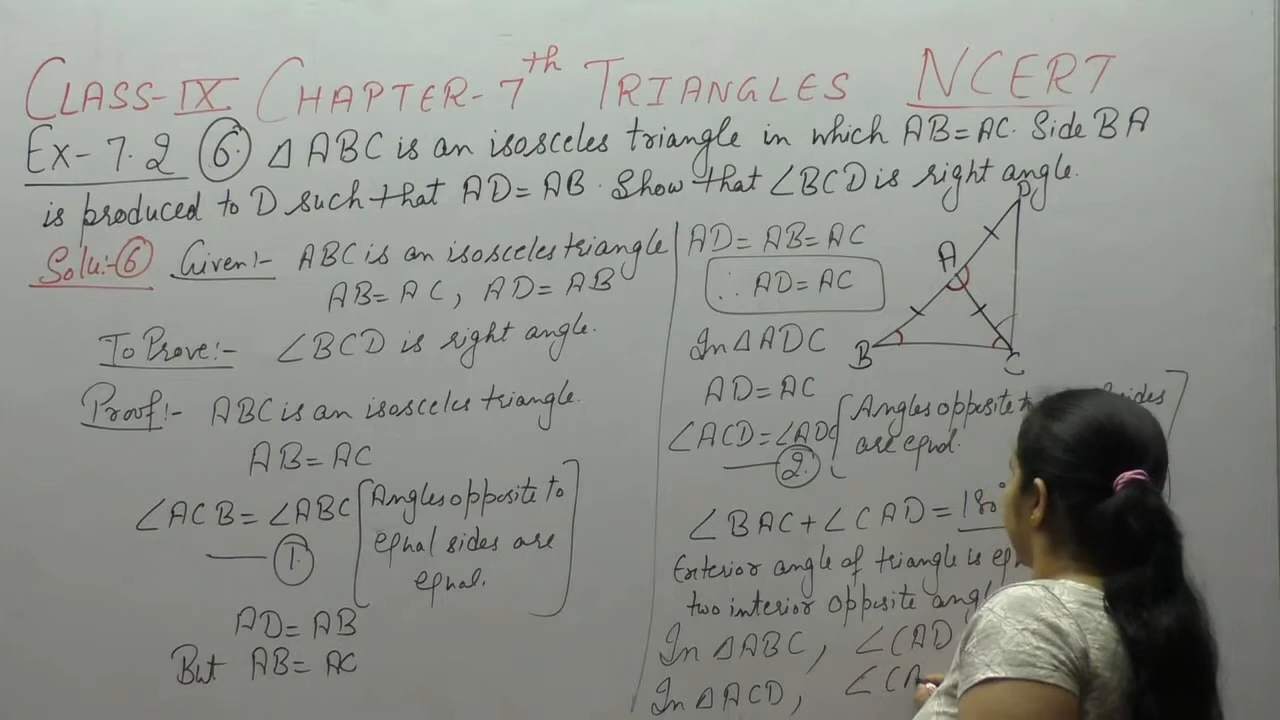 CLASS-IX CHAPTER-7th TRIANGLES NCERT
Ex-7.2 6. △ABC is an isosceles triangle in which AB=AC. Side BA
is produced to D such that AD=AB. Show that ∠BCD is right angle.
Solu:-6 Given:- ABC is an isosceles triangle
AB=AC, AD=AB
To Prove:- ∠BCD is right angle.
Proof:- ABC is an isosceles triangle.
AB=AC
∠ACB=∠ABC [Angles opposite to
equal sides are
equal.]
— 1.
AD=AB
But AB=AC
AD=AB=AC
∴ AD=AC
In △ADC
AD=AC
∠ACD=∠ADC [Angles opposite
are equal.
— 2.
∠BAC+∠CAD=180°
Exterior angle of triangle is
two interior opposite
In △ABC, ∠CAD
In △ACD,
D
A
B
C